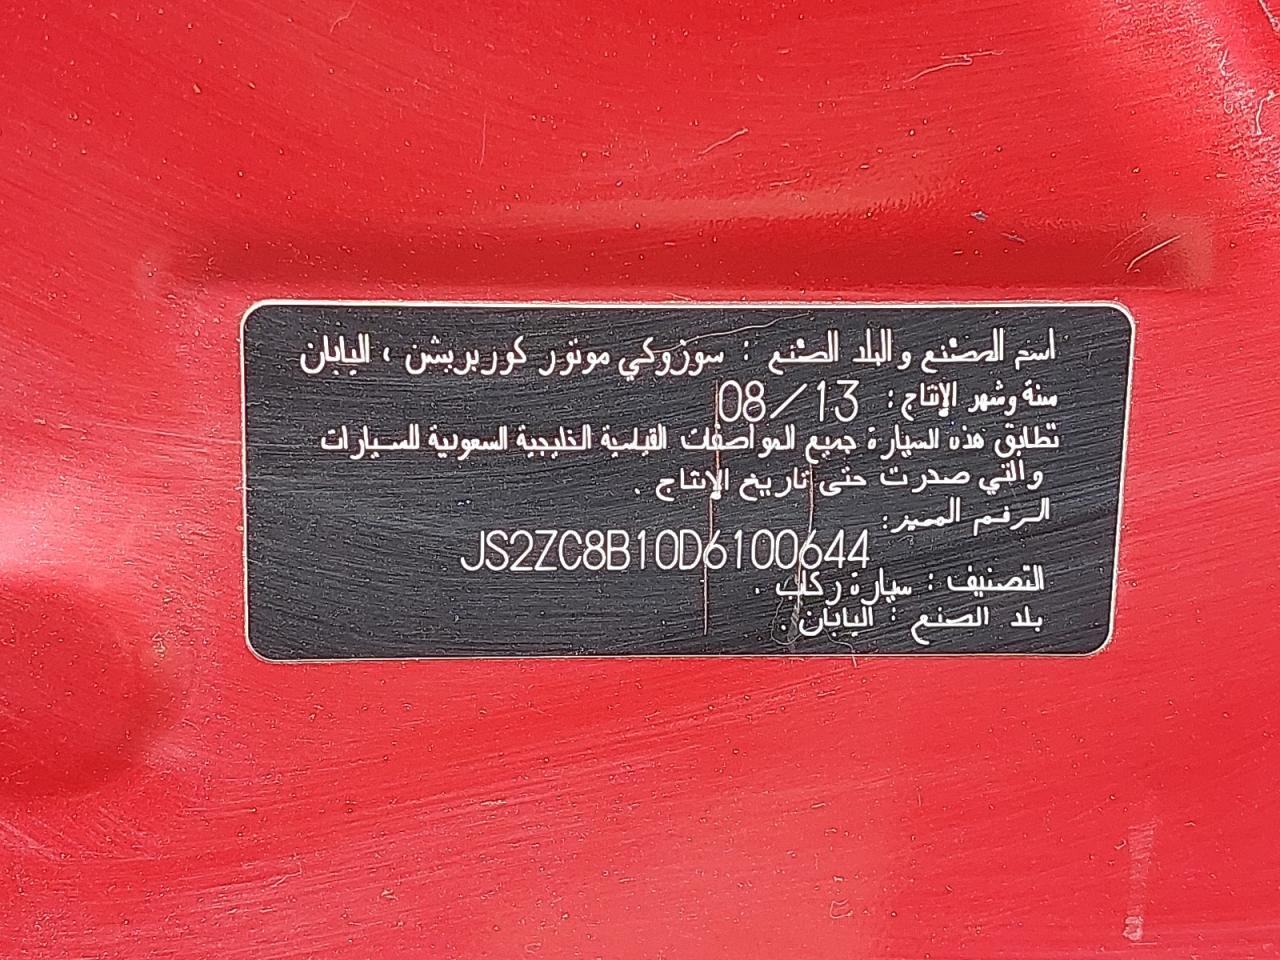 اسم المصنع والبلد الصنع : سوزوكي موتور كوربريشن ، اليابان
سنة وشهر الإنتاج : 08/13
تطابق هذه السيارة جميع المواصفات القياسية الخليجية السعودية للسيارات
والتي صدرت حتى تاريخ الإنتاج .
الرقم المميز:
JS2ZC8B10D6100644
التصنيف : سيارة ركاب .
بلد الصنع : اليابان .